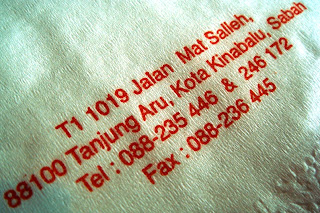 T1 1019 Jalan Mat Salleh,
88100 Tanjung Aru, Kota Kinabalu, Sabah
Tel : 088-235 446 & 246 172
Fax : 088-236 445